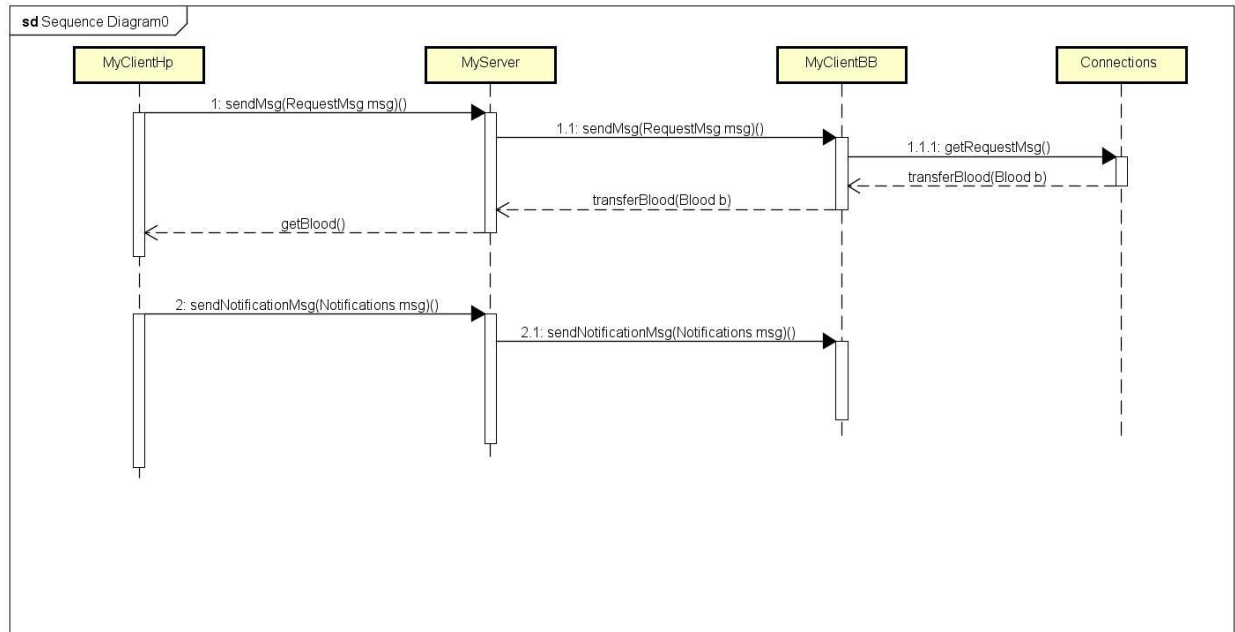 sd Sequence Diagram0
MyClientHp
MyServer
MyClientBB
Connections
1: sendMsg(RequestMsg msg)()
1.1: sendMsg(RequestMsg msg)()
1.1.1: getRequestMsg()
transferBlood(Blood b)
transferBlood(Blood b)
getBlood()
2: sendNotificationMsg(Notifications msg)()
2.1: sendNotificationMsg(Notifications msg)()